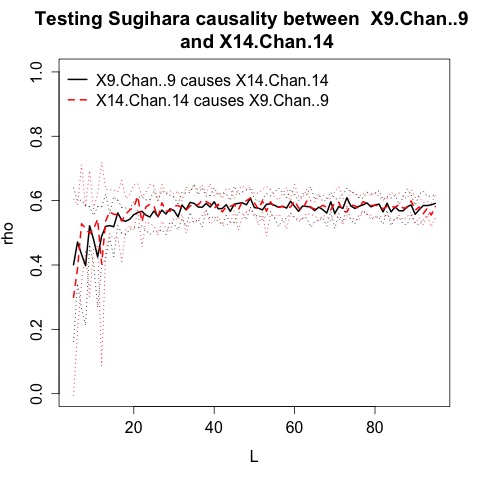 Testing Sugihara causality between X9.Chan..9
and X14.Chan.14
X9.Chan..9 causes X14.Chan.14
X14.Chan.14 causes X9.Chan..9
rho
1.0
0.8
0.6
0.4
0.2
0.0
20 40 60 80
L